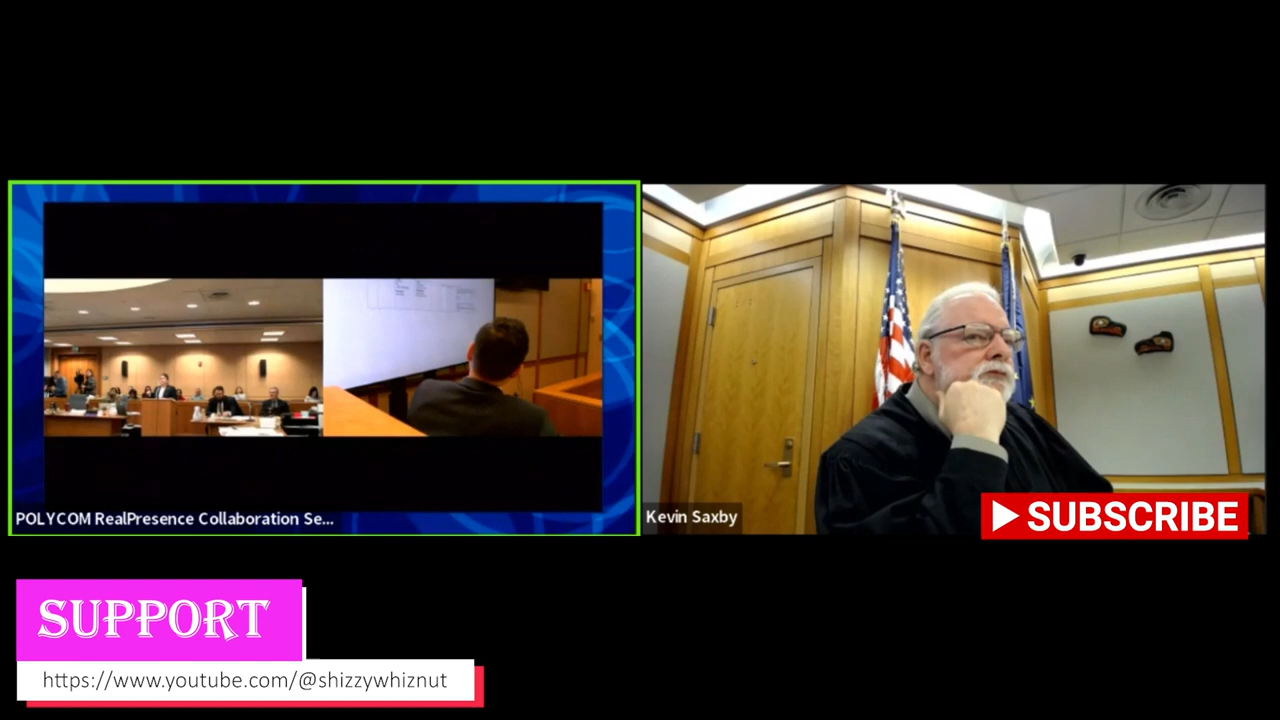 POLYCOM RealPresence Collaboration Se...
Kevin Saxby
SUBSCRIBE
SUPPORT
https://www.youtube.com/@shizzywhiznut